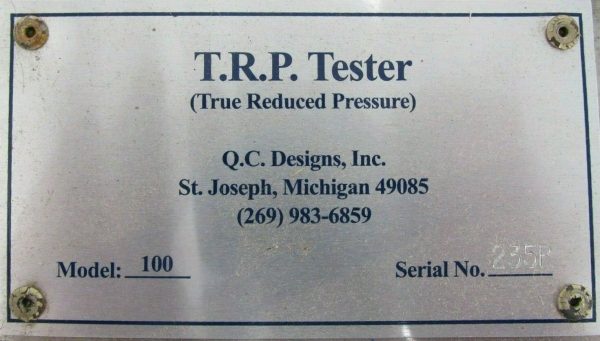 T.R.P. Tester
(True Reduced Pressure)
Q.C. Designs, Inc.
St. Joseph, Michigan 49085
(269) 983-6859
Model: 100
Serial No. 235P